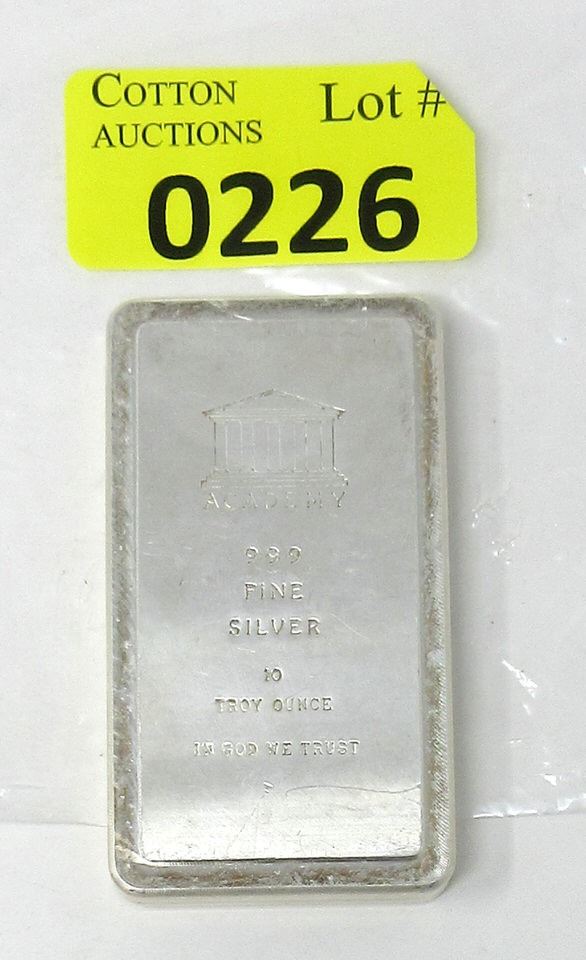 COTTON
AUCTIONS
Lot #
0226
ACADEMY
999
FINE
SILVER
10
TROY OUNCE
IN GOD WE TRUST